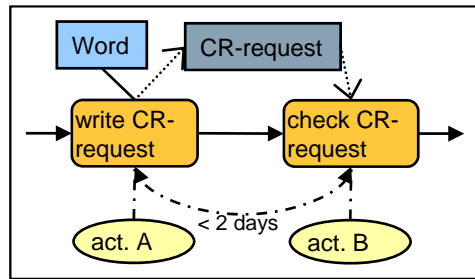 Word
CR-request
write CR-
request
check CR-
request
< 2 days
act. A
act. B